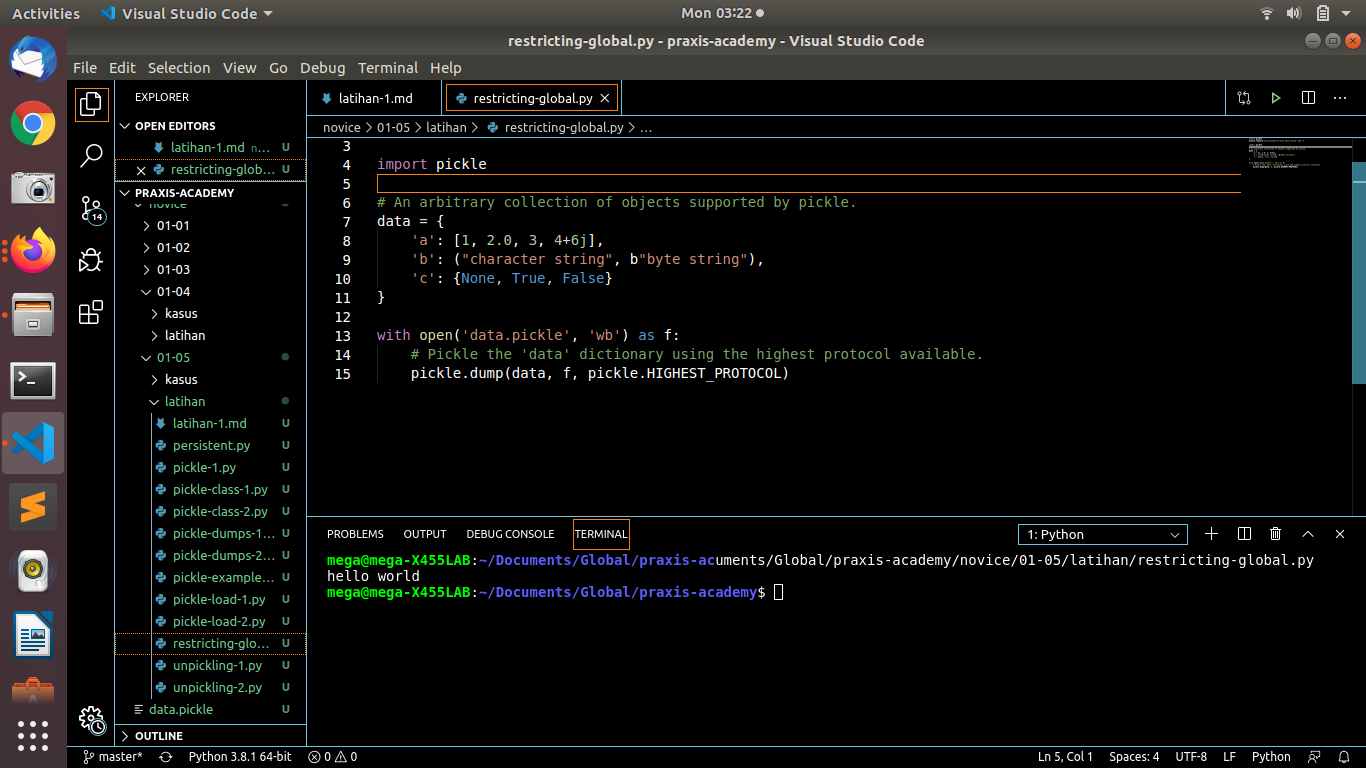 Activities Visual Studio Code Mon 03:22
restricting-global.py - praxis-academy - Visual Studio Code
File Edit Selection View Go Debug Terminal Help
EXPLORER
OPEN EDITORS
latihan-1.md n... U
restricting-glob... U
PRAXIS-ACADEMY
novice
01-01
01-02
01-03
01-04
kasus
latihan
01-05
kasus
latihan
latihan-1.md U
persistent.py U
pickle-1.py U
pickle-class-1.py U
pickle-class-2.py U
pickle-dumps-1... U
pickle-dumps-2... U
pickle-example... U
pickle-load-1.py U
pickle-load-2.py U
restricting-glo... U
unpickling-1.py U
unpickling-2.py U
data.pickle U
OUTLINE
14
latihan-1.md restricting-global.py
novice > 01-05 > latihan > restricting-global.py > ...
3
4 import pickle
5
6 # An arbitrary collection of objects supported by pickle.
7 data = {
8 'a': [1, 2.0, 3, 4+6j],
9 'b': ("character string", b"byte string"),
10 'c': {None, True, False}
11 }
12
13 with open('data.pickle', 'wb') as f:
14 # Pickle the 'data' dictionary using the highest protocol available.
15 pickle.dump(data, f, pickle.HIGHEST_PROTOCOL)
PROBLEMS OUTPUT DEBUG CONSOLE TERMINAL 1: Python
mega@mega-X455LAB:~/Documents/Global/praxis-acuments/Global/praxis-academy/novice/01-05/latihan/restricting-global.py
hello world
mega@mega-X455LAB:~/Documents/Global/praxis-academy$
master* Python 3.8.1 64-bit 0 0 Ln 5, Col 1 Spaces: 4 UTF-8 LF Python